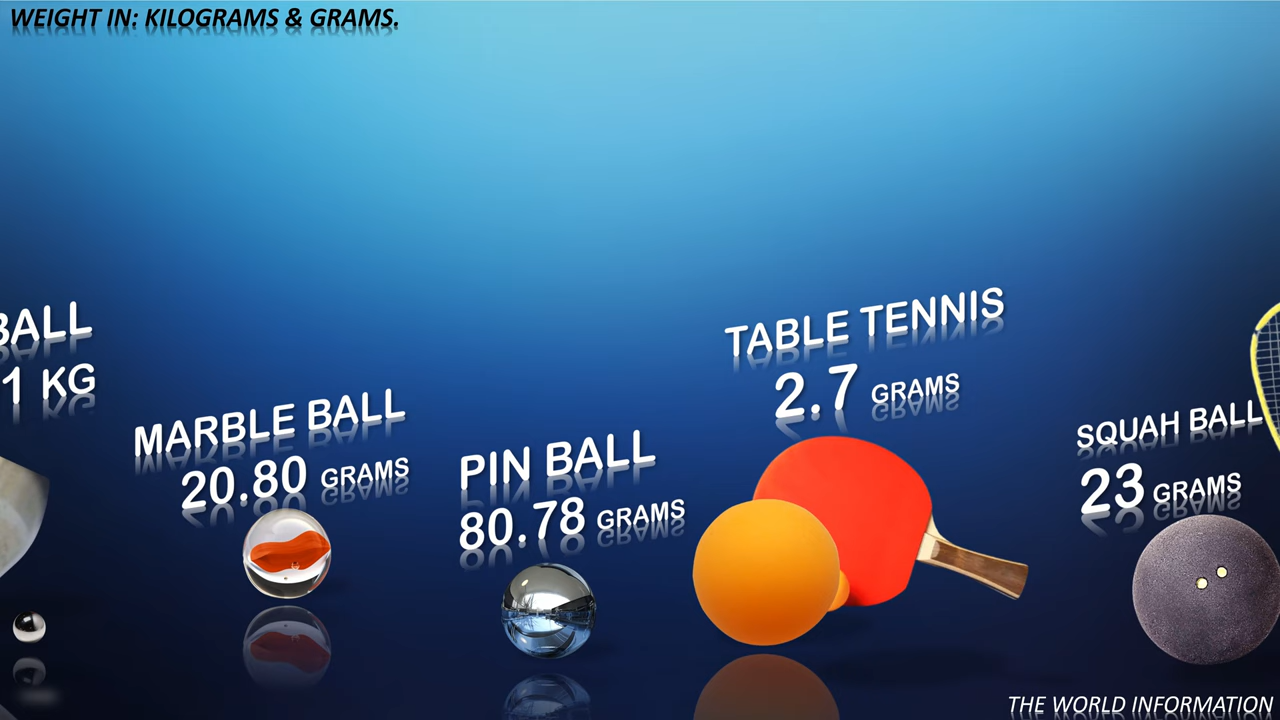 WEIGHT IN: KILOGRAMS & GRAMS.
BALL
1 KG
MARBLE BALL
20.80 GRAMS
PIN BALL
80.78 GRAMS
TABLE TENNIS
2.7 GRAMS
SQUAH BALL
23 GRAMS
THE WORLD INFORMATION